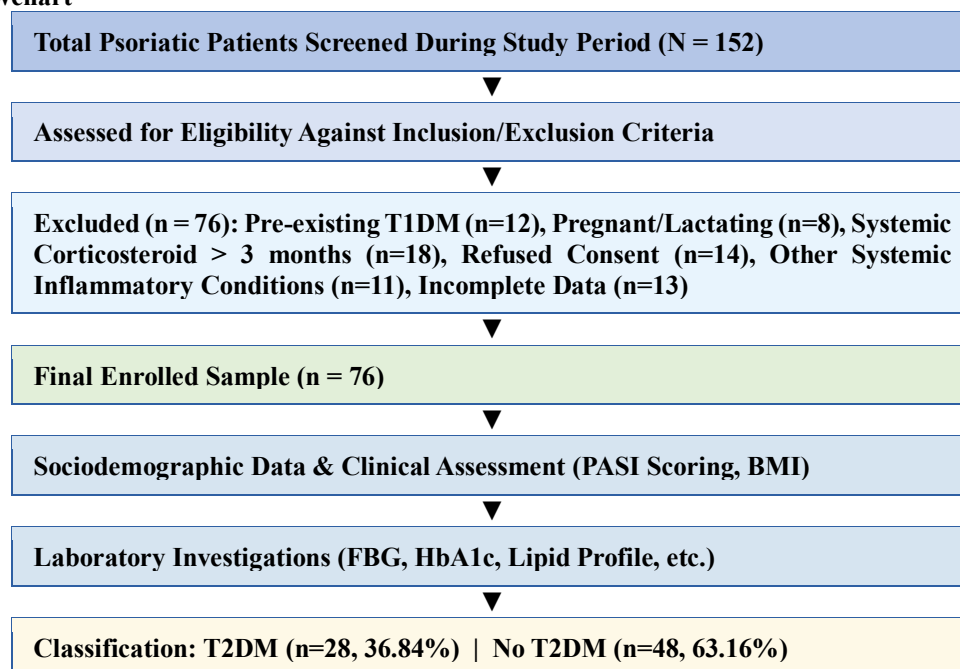 Total Psoriatic Patients Screened During Study Period (N = 152)
▼
Assessed for Eligibility Against Inclusion/Exclusion Criteria
▼
Excluded (n = 76): Pre-existing T1DM (n=12), Pregnant/Lactating (n=8), Systemic
Corticosteroid > 3 months (n=18), Refused Consent (n=14), Other Systemic
Inflammatory Conditions (n=11), Incomplete Data (n=13)
▼
Final Enrolled Sample (n = 76)
▼
Sociodemographic Data & Clinical Assessment (PASI Scoring, BMI)
▼
Laboratory Investigations (FBG, HbA1c, Lipid Profile, etc.)
▼
Classification: T2DM (n=28, 36.84%) | No T2DM (n=48, 63.16%)